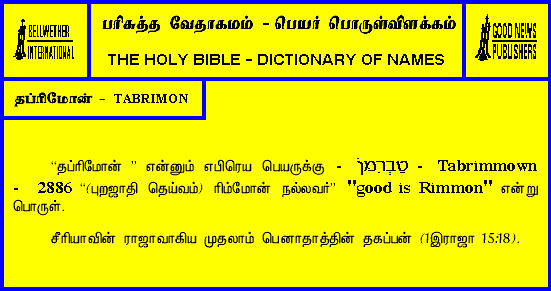 BELLWETHER
INTERNATIONAL
பரிசுத்த வேதாகமம் - பெயர் பொருள்விளக்கம்
THE HOLY BIBLE - DICTIONARY OF NAMES
GOOD NEWS
PUBLISHERS
தப்ரிமோன் - TABRIMON
“தப்ரிமோன் ” என்னும் எபிரெய பெயருக்கு - טַבְרִמֹּן - Tabrimmown
- 2886 “(புறஜாதி தெய்வம்) ரிம்மோன் நல்லவர்” "good is Rimmon" என்று
பொருள்.
சீரியாவின் ராஜாவாகிய முதலாம் பெனாதாத்தின் தகப்பன் (1இராஜா 15:18).